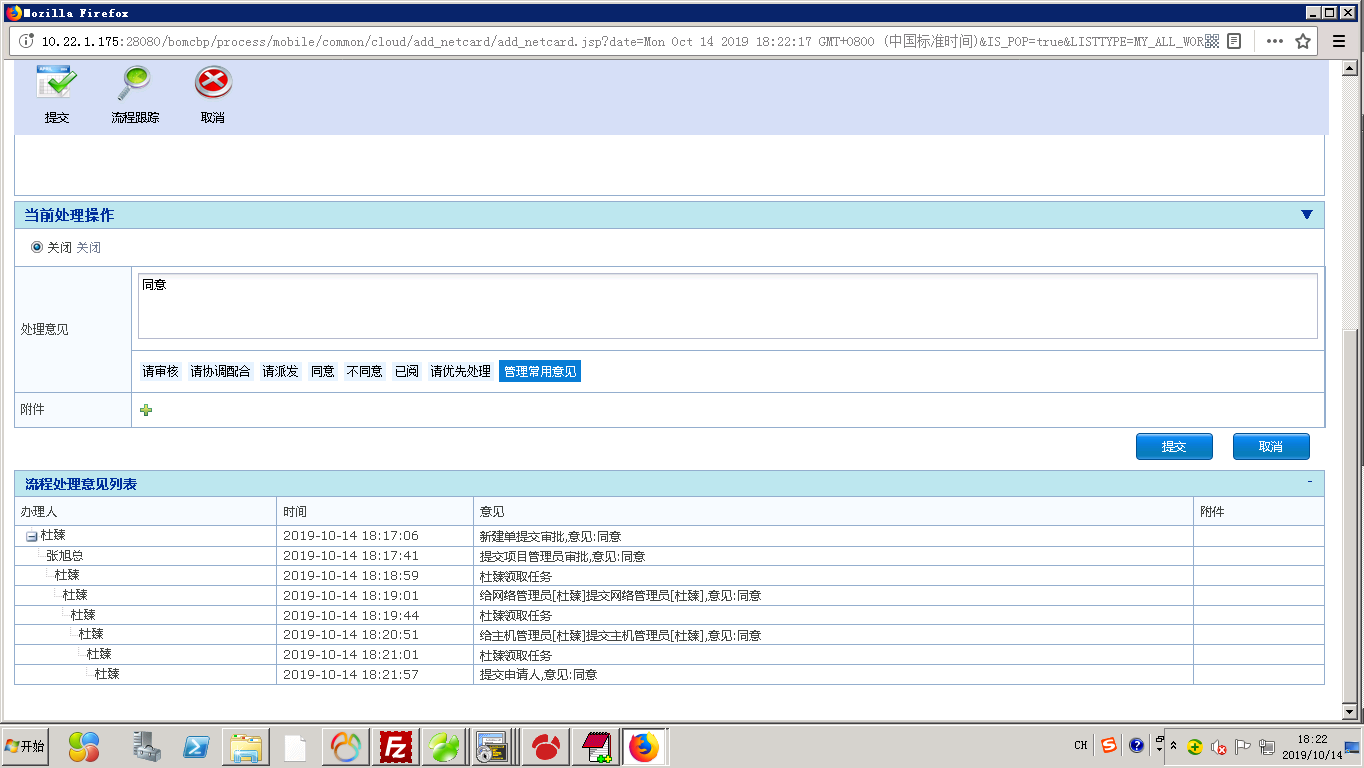 Mozilla Firefox
10.22.1.175:28080/bomcbp/process/mobile/common/cloud/add_netcard/add_netcard.jsp?date=Mon Oct 14 2019 18:22:17 GMT+0800 (中国标准时间)&IS_POP=true&LISTTYPE=MY_ALL_WOR
提交 流程跟踪 取消
当前处理操作
关闭 关闭
同意
处理意见
请审核 请协调配合 请派发 同意 不同意 已阅 请优先处理 管理常用意见
附件
提交 取消
流程处理意见列表 -
办理人 时间 意见 附件
杜臻 2019-10-14 18:17:06 新建单提交审批,意见:同意
张旭总 2019-10-14 18:17:41 提交项目管理员审批,意见:同意
杜臻 2019-10-14 18:18:59 杜臻领取任务
杜臻 2019-10-14 18:19:01 给网络管理员[杜臻]提交网络管理员[杜臻],意见:同意
杜臻 2019-10-14 18:19:44 杜臻领取任务
杜臻 2019-10-14 18:20:51 给主机管理员[杜臻]提交主机管理员[杜臻],意见:同意
杜臻 2019-10-14 18:21:01 杜臻领取任务
杜臻 2019-10-14 18:21:57 提交申请人,意见:同意
开始 CH 18:22
2019/10/14